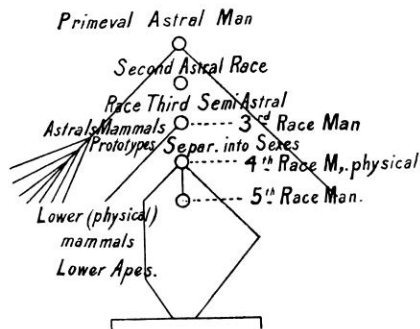 Primeval Astral Man
Second Astral Race
Race Third Semi Astral
Astrals Mammals
3rd Race Man
Prototypes Separ. into Sexes
4th Race M,. physical
5th Race Man.
Lower (physical)
mammals
Lower Apes.